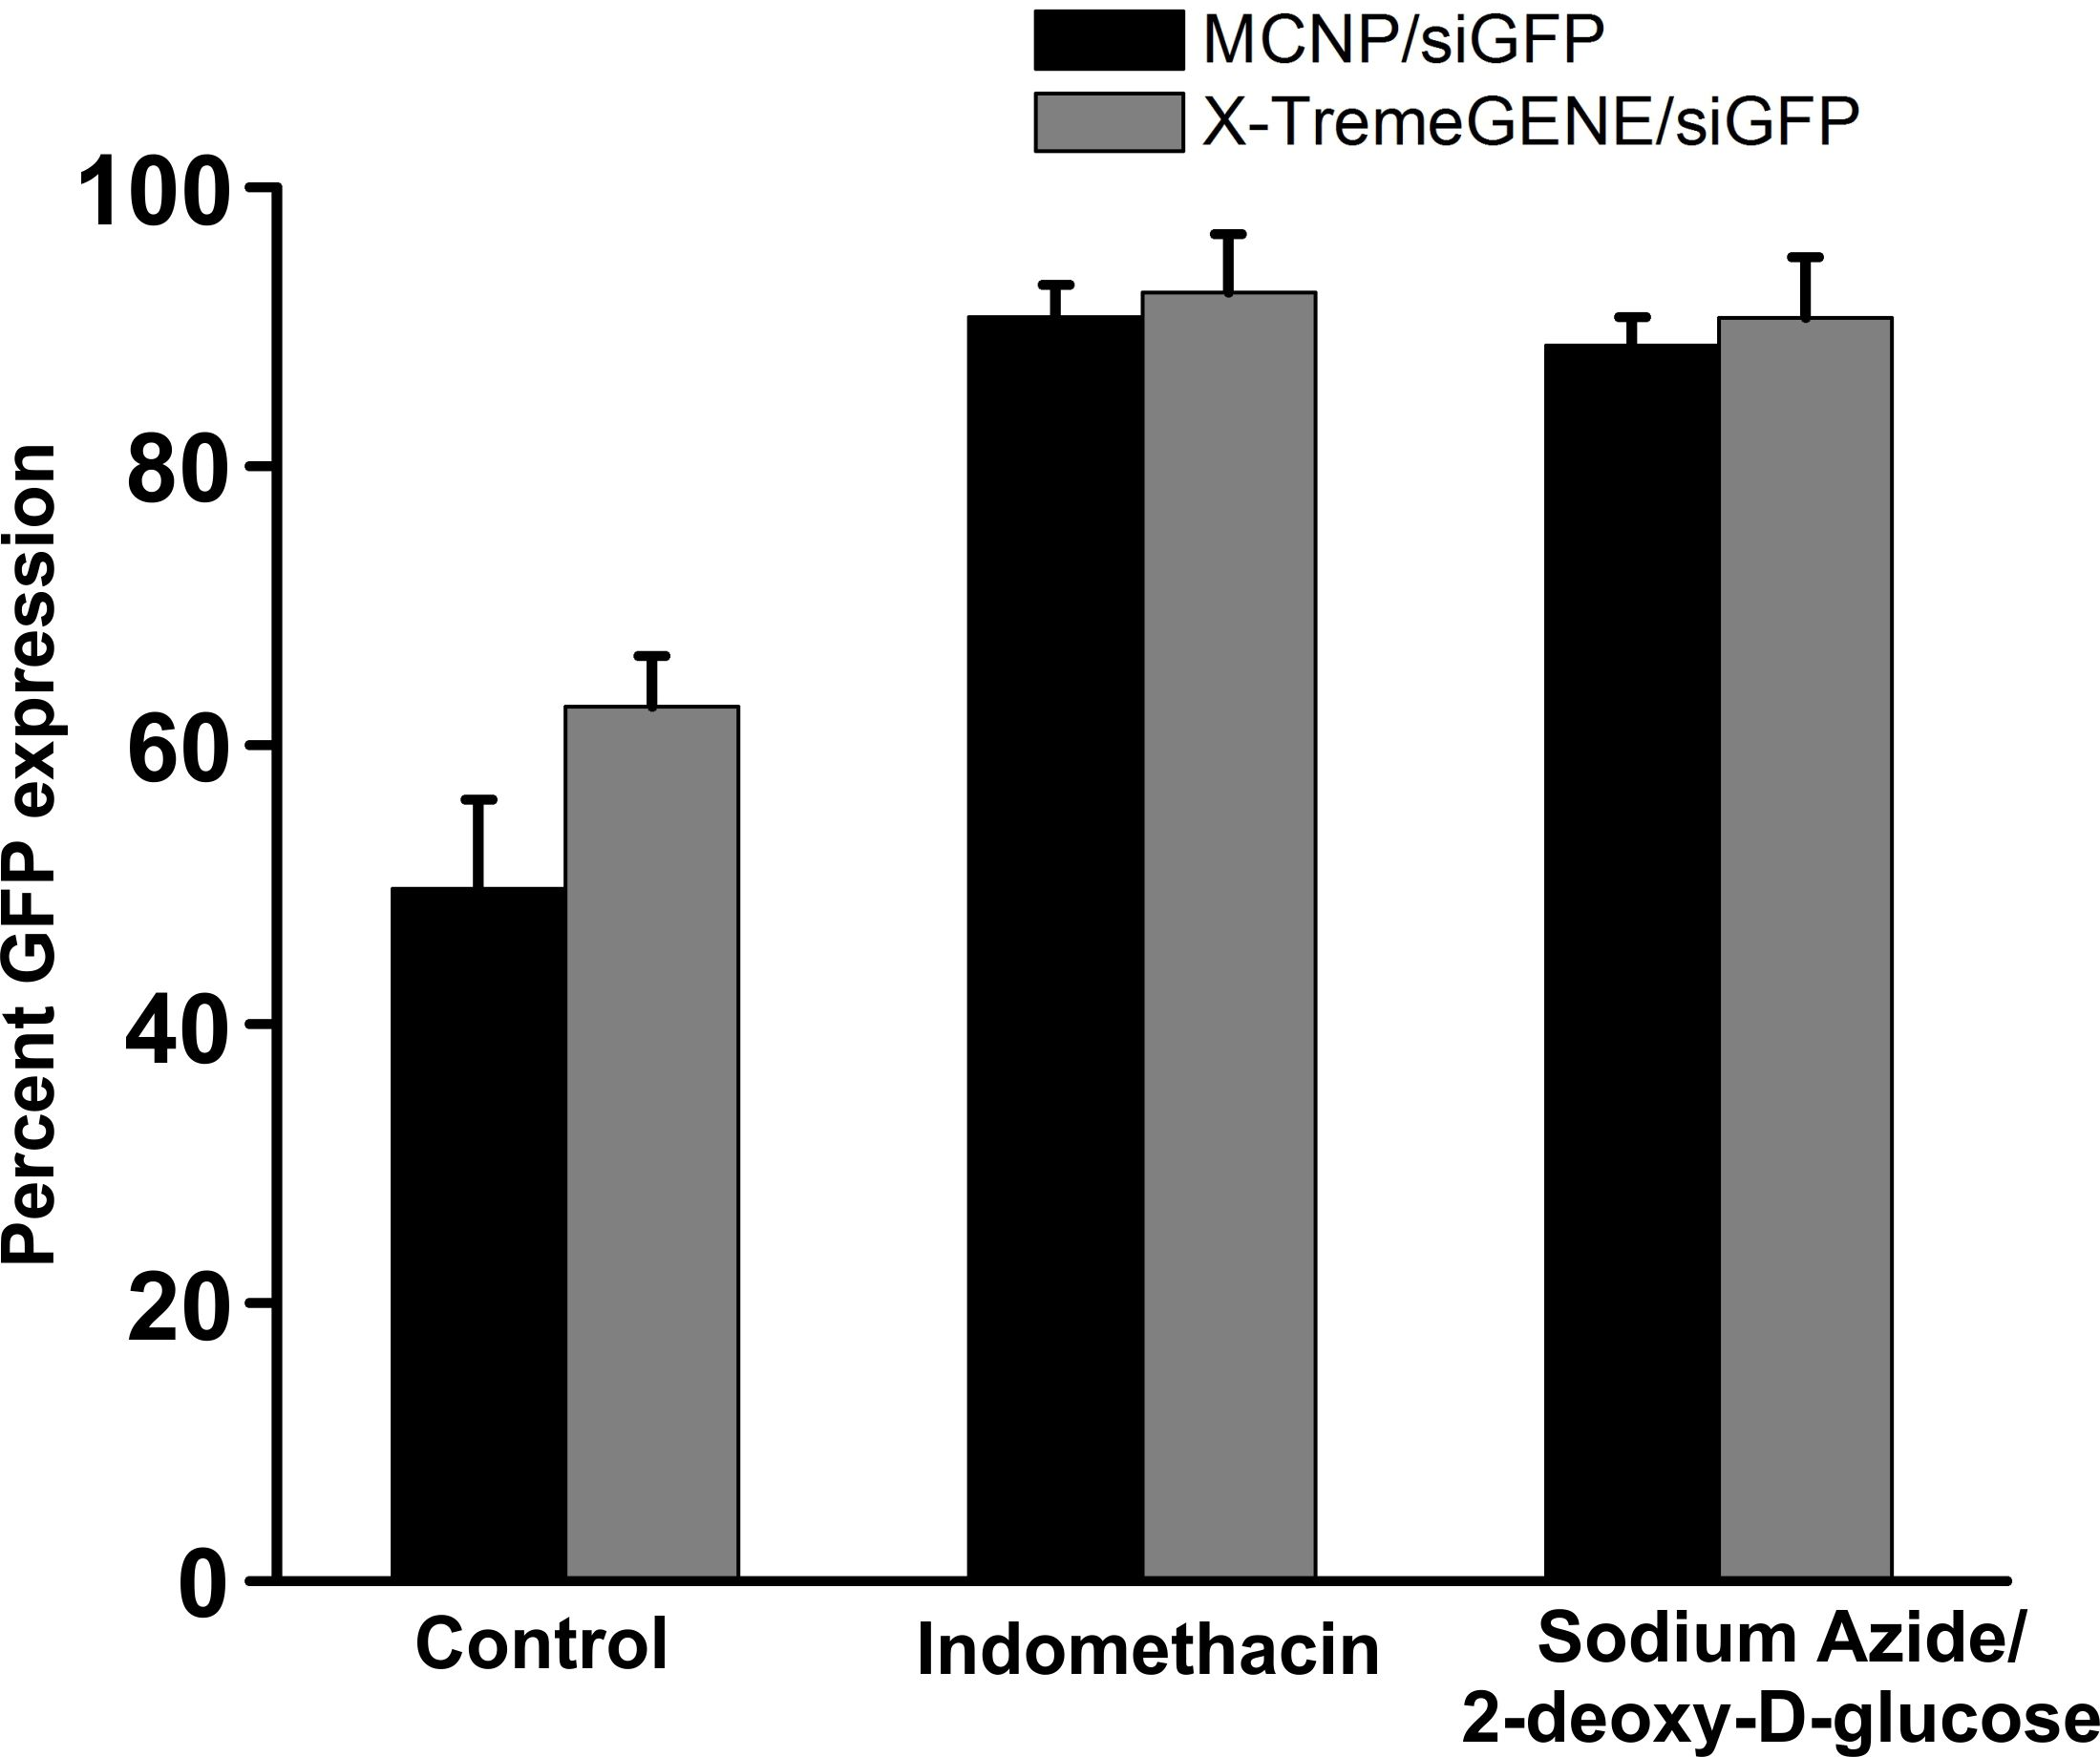 MCNP/siGFP
X-TremeGENE/siGFP
Percent GFP expression
100
80
60
40
20
0
Control
Indomethacin
Sodium Azide/
2-deoxy-D-glucose